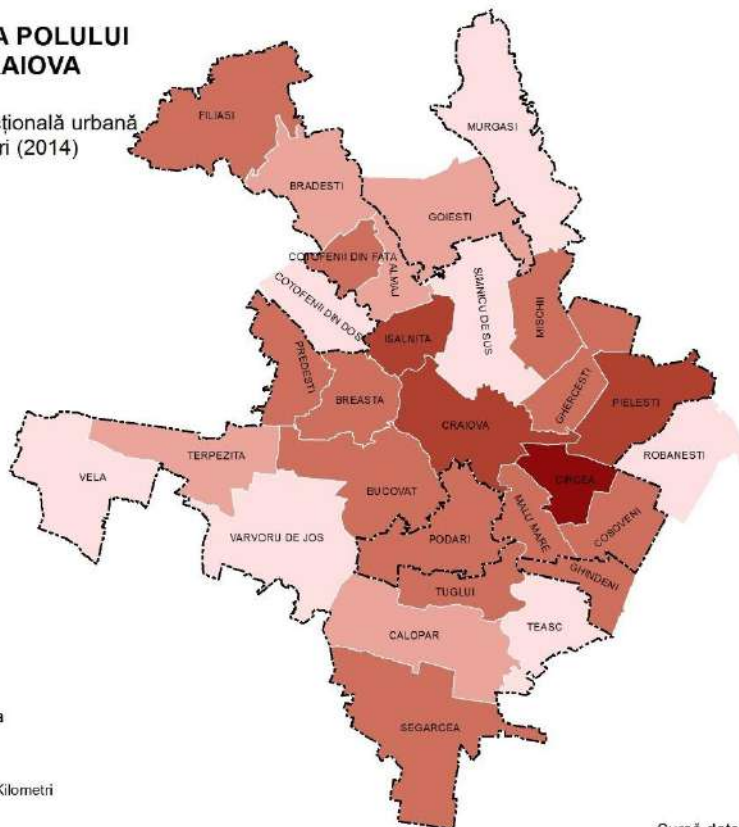 A POLULUI
RAIOVA
cțională urbană
ri (2014)
FILIASI
MURGASI
BRADESTI
GOIESTI
COTOFENII DIN FATA
ALMAJ
SIMNICU DE SUS
MISCHII
COTOFENII DIN DOS
ISALNITA
PREDESTI
BREASTA
GHERCESTI
PIELESTI
CRAIOVA
ROBANESTI
TERPEZITA
VELA
BUCOVAT
CIRCEA
MALU MARE
COSOVENI
VARVORU DE JOS
PODARI
GHINDENI
TUGLUI
TEASC
CALOPAR
SEGARCEA
a
Kilometri